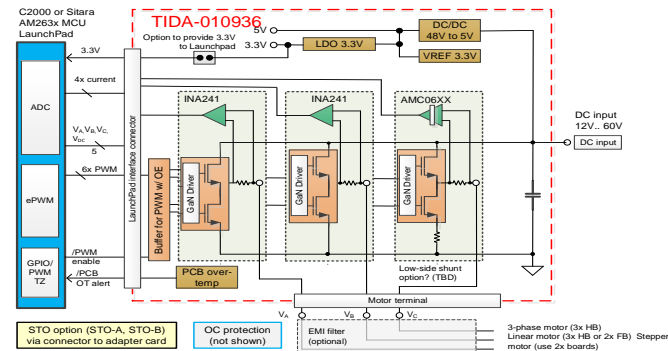 C2000 or Sitara
AM263x MCU
LaunchPad
TIDA-010936
Option to provide 3.3V
to Launchpad
5V
3.3V
LDO 3.3V
DC/DC
48V to 5V
VREF 3.3V
3.3V
4x current
ADC
VA,VB,VC,
VDC
5
6x PWM
ePWM
/PWM
enable
GPIO/
PWM
TZ
/PCB
OT alert
LaunchPad interface connector
Buffer for PWM w/ OE
INA241
INA241
AMC06XX
GaN Driver
GaN Driver
GaN Driver
DC input
12V.. 60V
DC input
PCB over-
temp
Low-side shunt
option? (TBD)
Motor terminal
VA
VB
VC
EMI filter
(optional)
3-phase motor (3x HB)
Linear motor (3x HB or 2x FB) Stepper
motor (use 2x boards)
STO option (STO-A, STO-B)
via connector to adapter card
OC protection
(not shown)